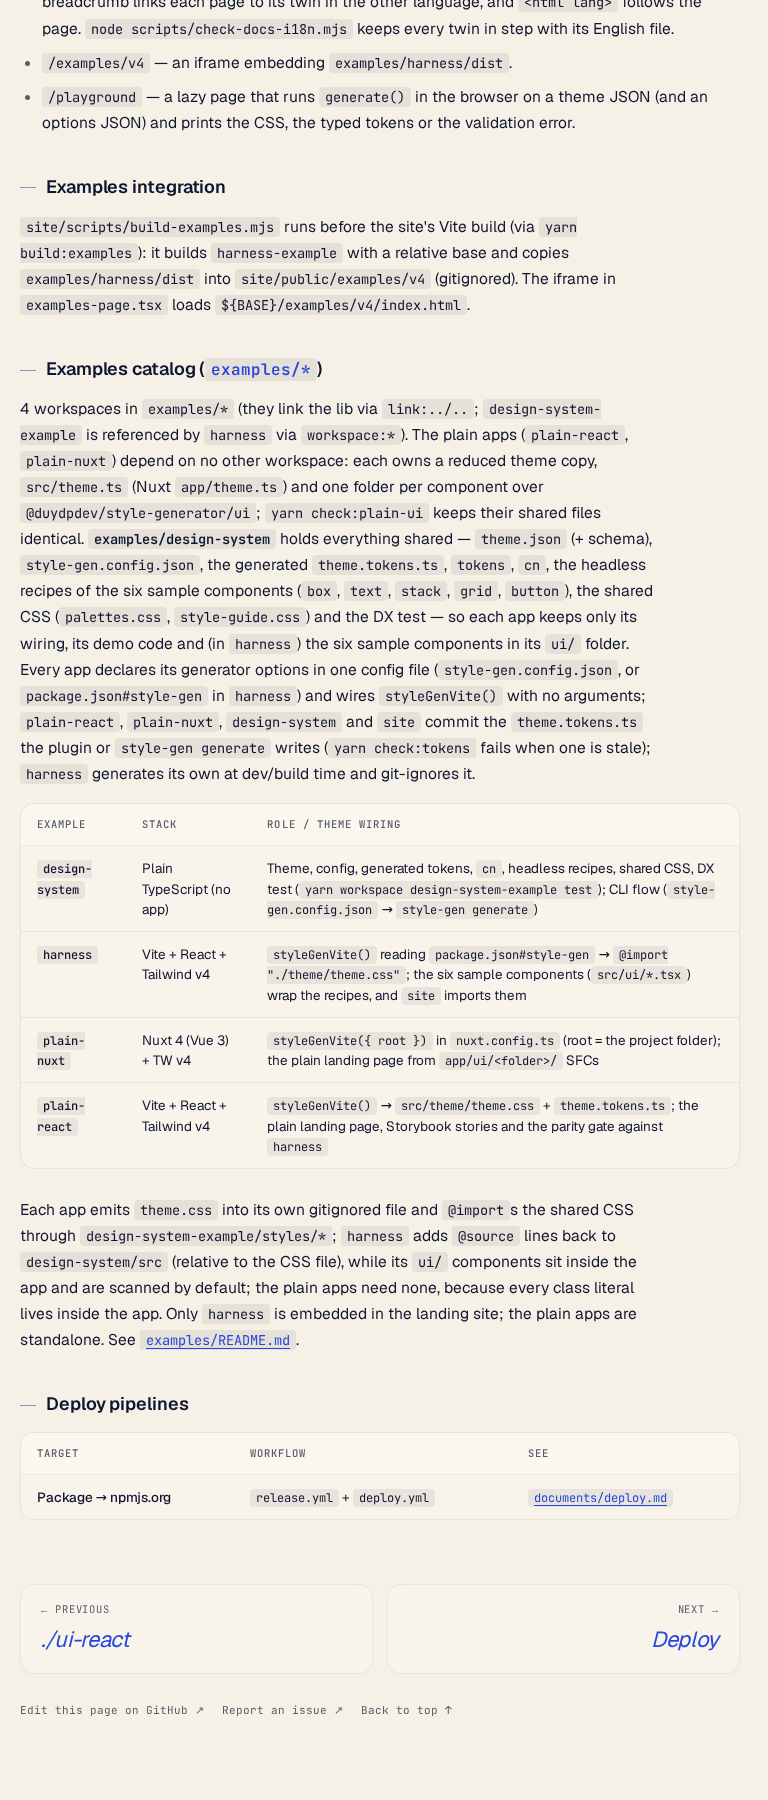 breadcrumb links each page to its twin in the other language, and <html lang> follows the
page. node scripts/check-docs-i18n.mjs keeps every twin in step with its English file.
/examples/v4 — an iframe embedding examples/harness/dist.
/playground — a lazy page that runs generate() in the browser on a theme JSON (and an
options JSON) and prints the CSS, the typed tokens or the validation error.
— Examples integration
site/scripts/build-examples.mjs runs before the site's Vite build (via yarn
build:examples): it builds harness-example with a relative base and copies
examples/harness/dist into site/public/examples/v4 (gitignored). The iframe in
examples-page.tsx loads ${BASE}/examples/v4/index.html.
— Examples catalog (examples/*)
4 workspaces in examples/* (they link the lib via link:../..; design-system-
example is referenced by harness via workspace:*). The plain apps (plain-react,
plain-nuxt) depend on no other workspace: each owns a reduced theme copy,
src/theme.ts (Nuxt app/theme.ts) and one folder per component over
@duydpdev/style-generator/ui; yarn check:plain-ui keeps their shared files
identical. examples/design-system holds everything shared — theme.json (+ schema),
style-gen.config.json, the generated theme.tokens.ts, tokens, cn, the headless
recipes of the six sample components (box, text, stack, grid, button), the shared
CSS (palettes.css, style-guide.css) and the DX test — so each app keeps only its
wiring, its demo code and (in harness) the six sample components in its ui/ folder.
Every app declares its generator options in one config file (style-gen.config.json, or
package.json#style-gen in harness) and wires styleGenVite() with no arguments;
plain-react, plain-nuxt, design-system and site commit the theme.tokens.ts
the plugin or style-gen generate writes (yarn check:tokens fails when one is stale);
harness generates its own at dev/build time and git-ignores it.
EXAMPLE STACK ROLE / THEME WIRING
design- Plain Theme, config, generated tokens, cn, headless recipes, shared CSS, DX
system TypeScript (no test (yarn workspace design-system-example test); CLI flow (style-
app) gen.config.json → style-gen generate)
harness Vite + React + styleGenVite() reading package.json#style-gen → @import
Tailwind v4 "./theme/theme.css"; the six sample components (src/ui/*.tsx)
wrap the recipes, and site imports them
plain- Nuxt 4 (Vue 3) styleGenVite({ root }) in nuxt.config.ts (root = the project folder);
nuxt + TW v4 the plain landing page from app/ui/<folder>/ SFCs
plain- Vite + React + styleGenVite() → src/theme/theme.css + theme.tokens.ts; the
react Tailwind v4 plain landing page, Storybook stories and the parity gate against
harness
Each app emits theme.css into its own gitignored file and @imports the shared CSS
through design-system-example/styles/*; harness adds @source lines back to
design-system/src (relative to the CSS file), while its ui/ components sit inside the
app and are scanned by default; the plain apps need none, because every class literal
lives inside the app. Only harness is embedded in the landing site; the plain apps are
standalone. See examples/README.md.
— Deploy pipelines
TARGET WORKFLOW SEE
Package → npmjs.org release.yml + deploy.yml documents/deploy.md
← PREVIOUS
./ui-react
NEXT →
Deploy
Edit this page on GitHub ↗ Report an issue ↗ Back to top ↑